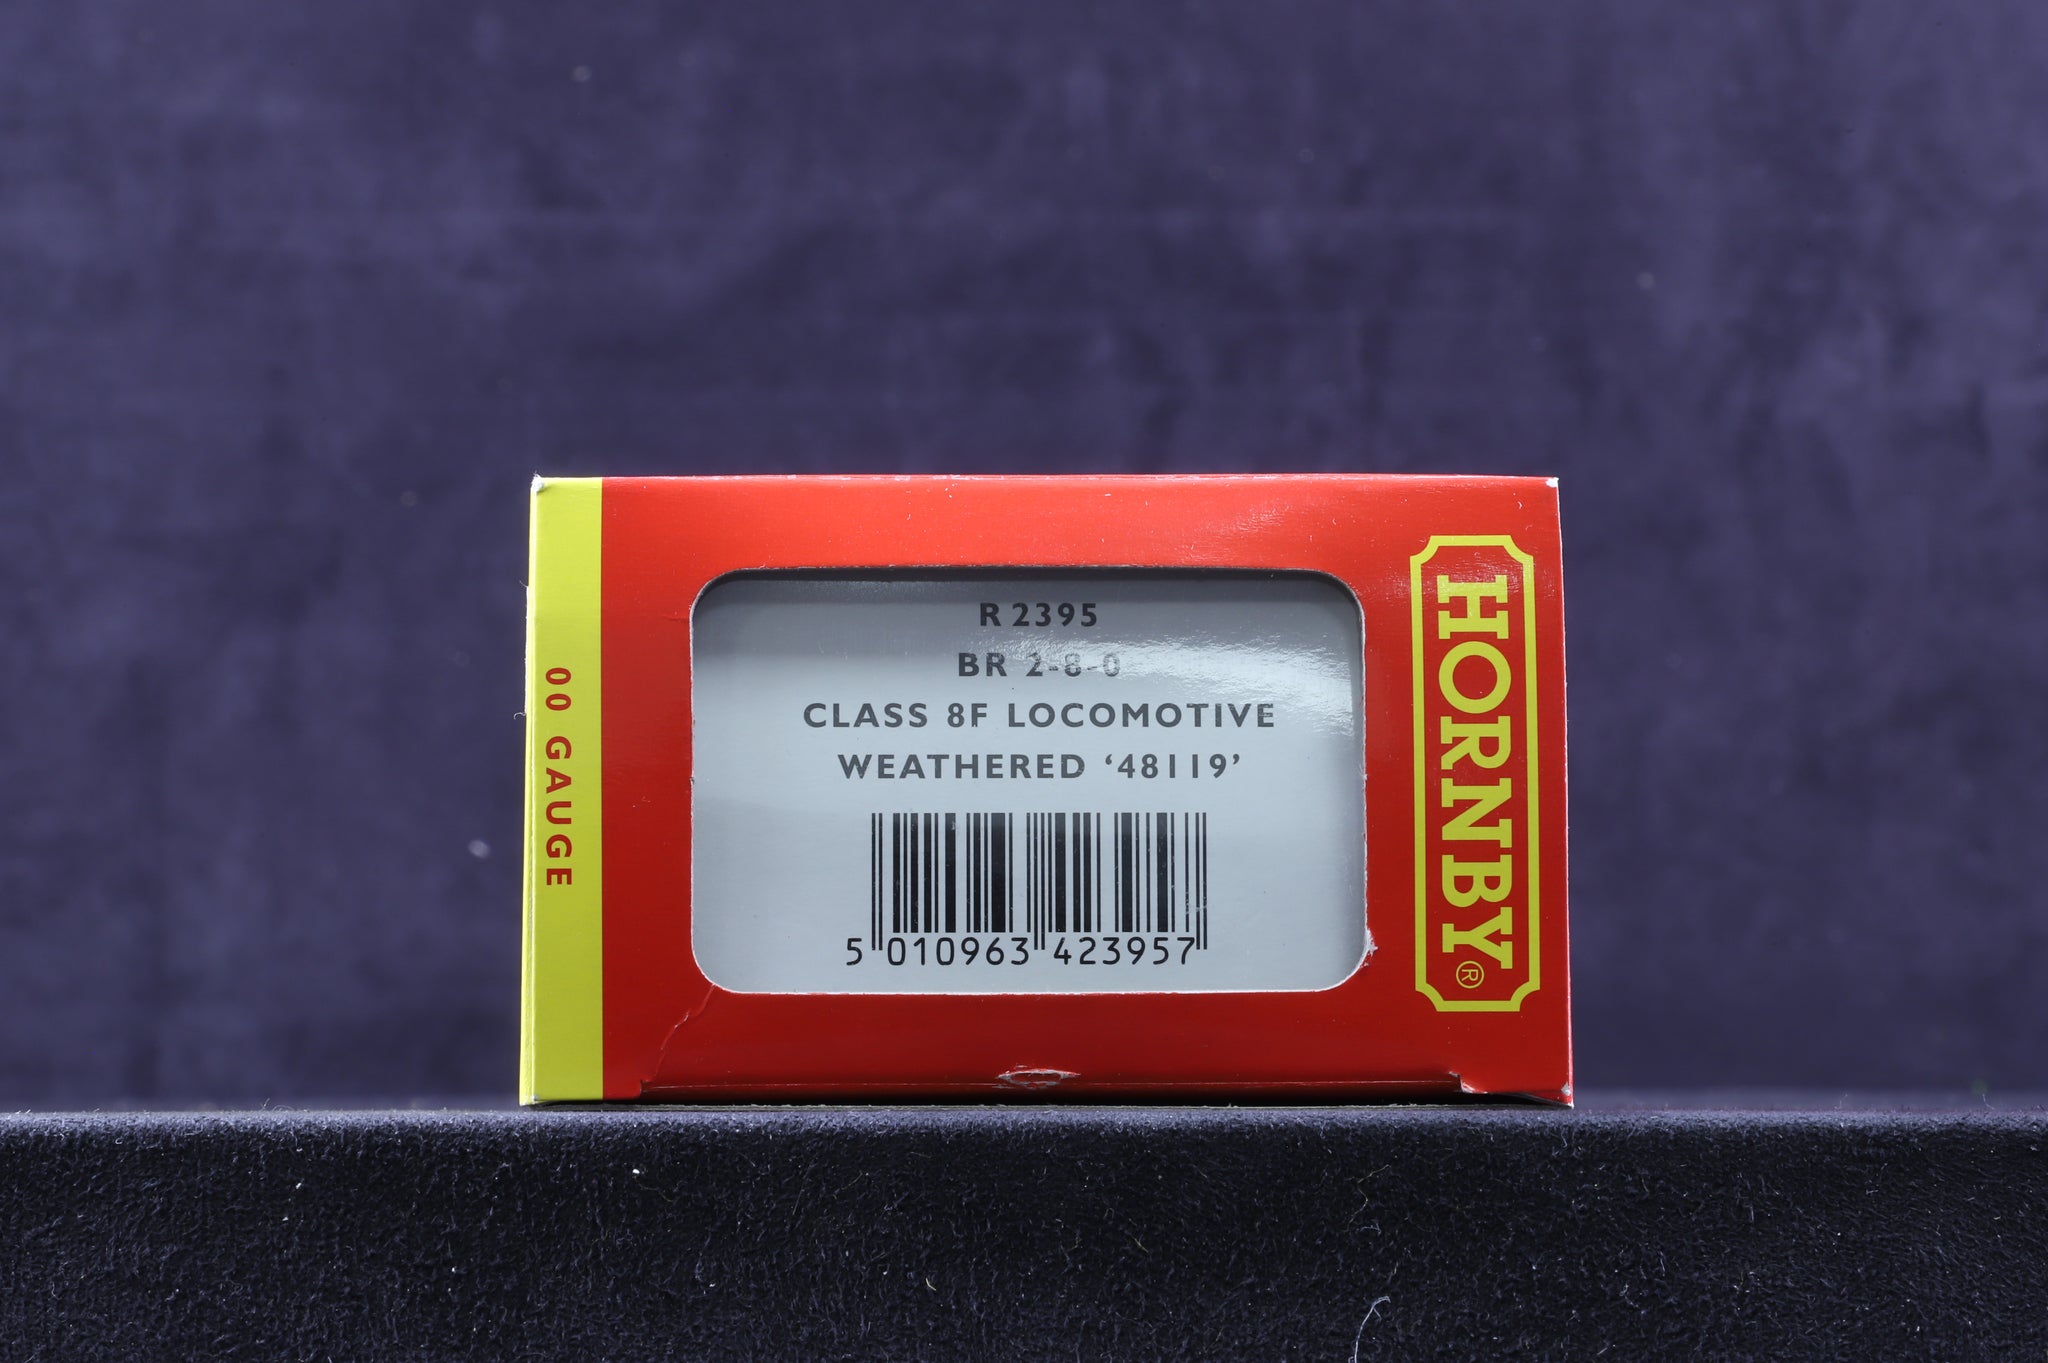 00 GAUGE
R 2395
BR 2-8-0
CLASS 8F LOCOMOTIVE
WEATHERED ‘48119’
5 010963 423957
HORNBY®